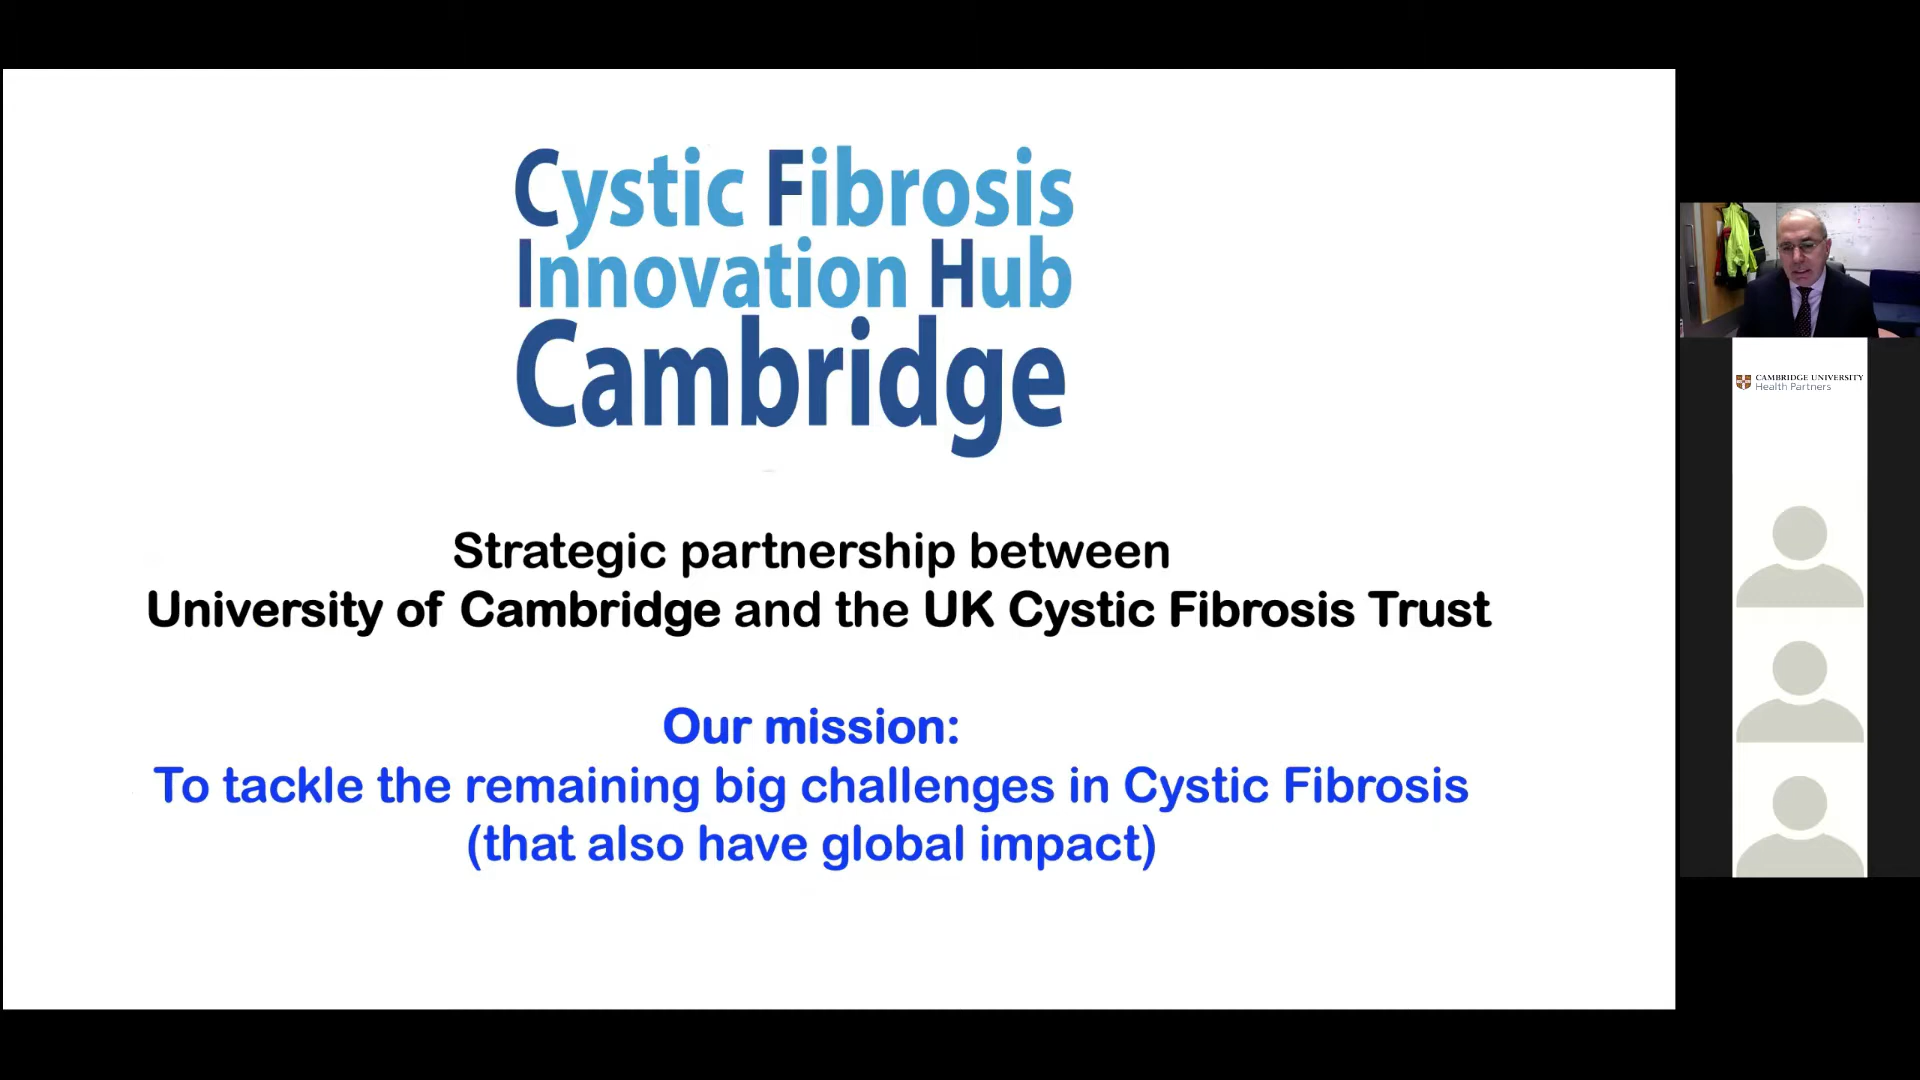 Cystic Fibrosis
Innovation Hub
Cambridge
Strategic partnership between
University of Cambridge and the UK Cystic Fibrosis Trust
Our mission:
To tackle the remaining big challenges in Cystic Fibrosis
(that also have global impact)
CAMBRIDGE UNIVERSITY
Health Partners